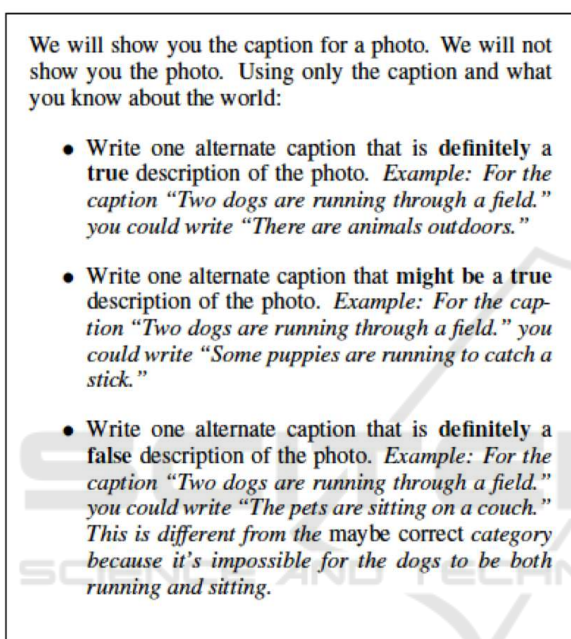 We will show you the caption for a photo. We will not
show you the photo. Using only the caption and what
you know about the world:
• Write one alternate caption that is definitely a
true description of the photo. Example: For the
caption “Two dogs are running through a field.”
you could write “There are animals outdoors.”
• Write one alternate caption that might be a true
description of the photo. Example: For the cap-
tion “Two dogs are running through a field.” you
could write “Some puppies are running to catch a
stick.”
• Write one alternate caption that is definitely a
false description of the photo. Example: For the
caption “Two dogs are running through a field.”
you could write “The pets are sitting on a couch.”
This is different from the maybe correct category
because it's impossible for the dogs to be both
running and sitting.